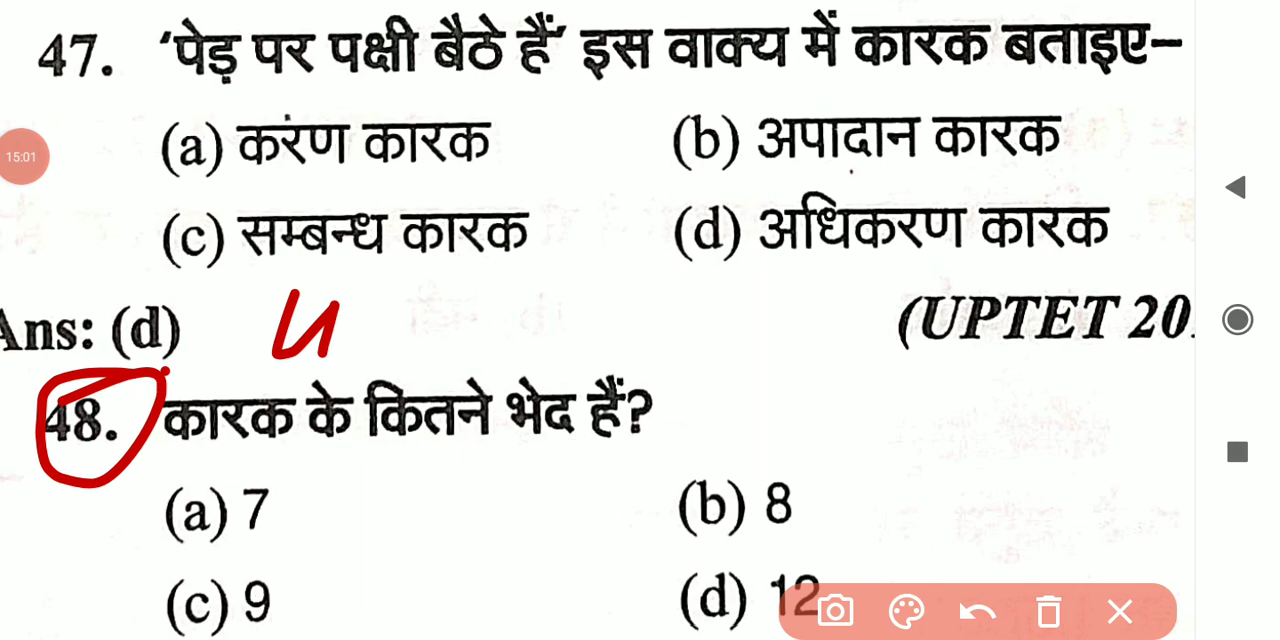 47. ‘पेड़ पर पक्षी बैठे हैं’ इस वाक्य में कारक बताइए–
(a) करण कारक (b) अपादान कारक
15:01
(c) सम्बन्ध कारक (d) अधिकरण कारक
Ans: (d) (UPTET 20
48. कारक के कितने भेद हैं?
(a) 7 (b) 8
(c) 9 (d) 12